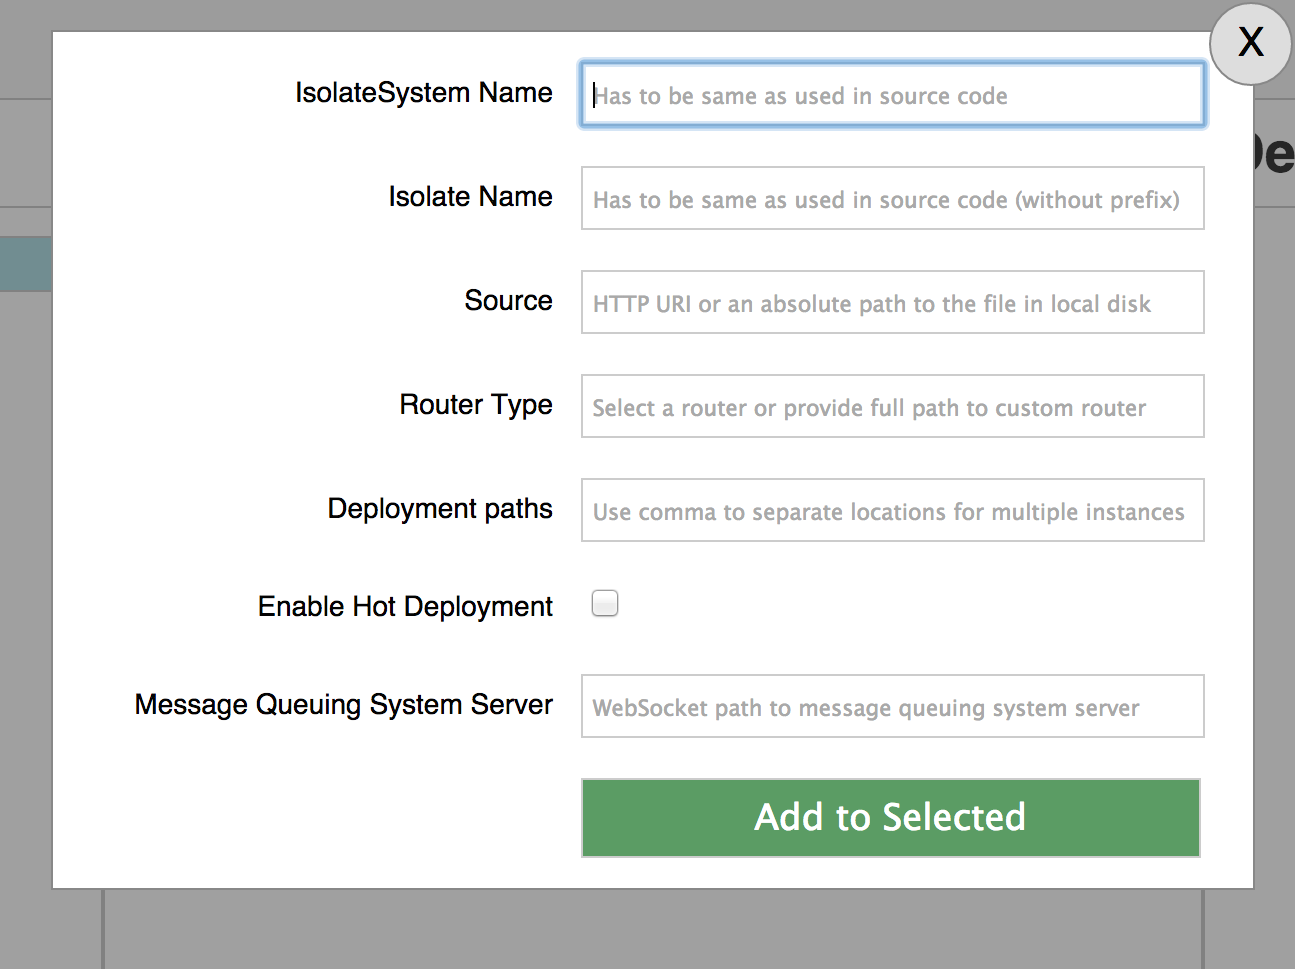 X
IsolateSystem Name
Has to be same as used in source code
De
Isolate Name
Has to be same as used in source code (without prefix)
Source
HTTP URI or an absolute path to the file in local disk
Router Type
Select a router or provide full path to custom router
Deployment paths
Use comma to separate locations for multiple instances
Enable Hot Deployment
Message Queuing System Server
WebSocket path to message queuing system server
Add to Selected